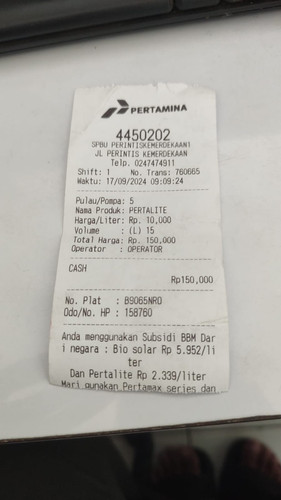 PERTAMINA
4450202
SPBU PERINTISKEMERDEKAAN1
JL PERINTIS KEMERDEKAAN
Telp. 0247474911
Shift: 1 No. Trans: 760665
Waktu: 17/09/2024 09:09:24
Pulau/Pompa: 5
Nama Produk: PERTALITE
Harga/Liter: Rp. 10,000
Volume : (L) 15
Total Harga: Rp. 150,000
Operator : OPERATOR
CASH
Rp150,000
No. Plat : B9065NRO
Odo/No. HP : 158760
Anda menggunakan Subsidi BBM Dar
i negara : Bio solar Rp 5.952/li
ter
Dan Pertalite Rp 2.339/liter
Mari gunakan Pertamax series dan